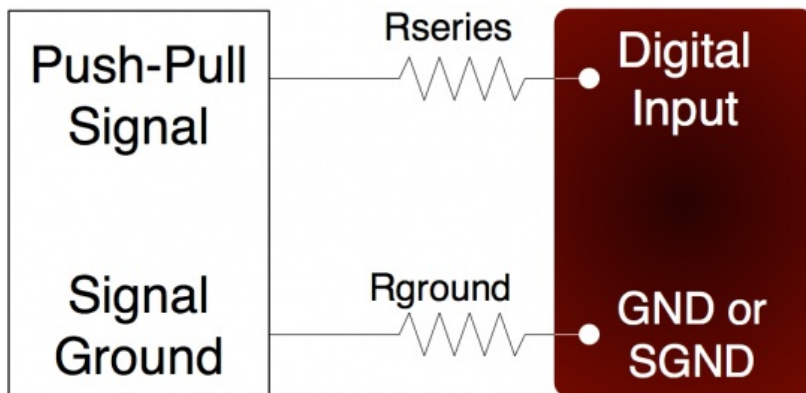 Rseries
Push-Pull
Signal
Digital
Input
Rground
Signal
Ground
GND or
SGND